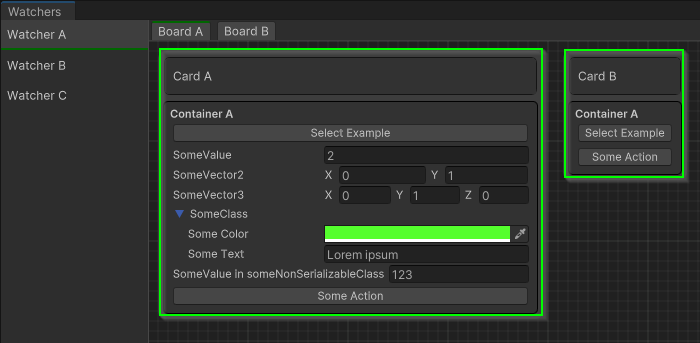 Watchers
Watcher A
Watcher B
Watcher C
Board A Board B
Card A
Container A
Select Example
SomeValue 2
SomeVector2 X 0 Y 1
SomeVector3 X 0 Y 1 Z 0
SomeClass
Some Color
Some Text Lorem ipsum
SomeValue in someNonSerializableClass 123
Some Action
Card B
Container A
Select Example
Some Action